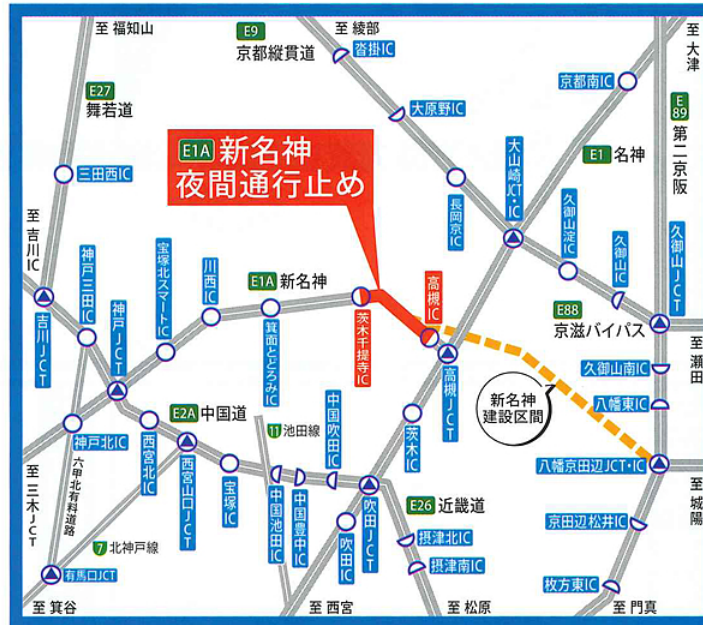 至 福知山
E9
京都縦貫道
至 綾部
沓掛IC
至 大津
E27
舞若道
大原野IC
京都南IC
E89
第二京阪
E1A 新名神
夜間通行止め
E1 名神
大山崎JCT・IC
三田西IC
長岡京IC
久御山淀IC
久御山IC
久御山JCT
至 吉川IC
神戸三田IC
宝塚北スマートIC
川西IC
E1A 新名神
高槻IC
E88
京滋バイパス
吉川JCT
神戸JCT
箕面とどろみIC
茨木千提寺IC
高槻JCT
至 瀬田
久御山南IC
新名神
建設区間
八幡東IC
E2A 中国道
11 池田線
中国吹田IC
茨木IC
神戸北IC
西宮北IC
八幡京田辺JCT・IC
至 三木JCT
六甲北有料道路
西宮山口JCT
宝塚IC
中国池田IC
中国豊中IC
吹田IC
吹田JCT
E26 近畿道
至 城陽
京田辺松井IC
摂津北IC
7 北神戸線
摂津南IC
有馬口JCT
枚方東IC
至 箕谷
至 西宮
至 松原
至 門真